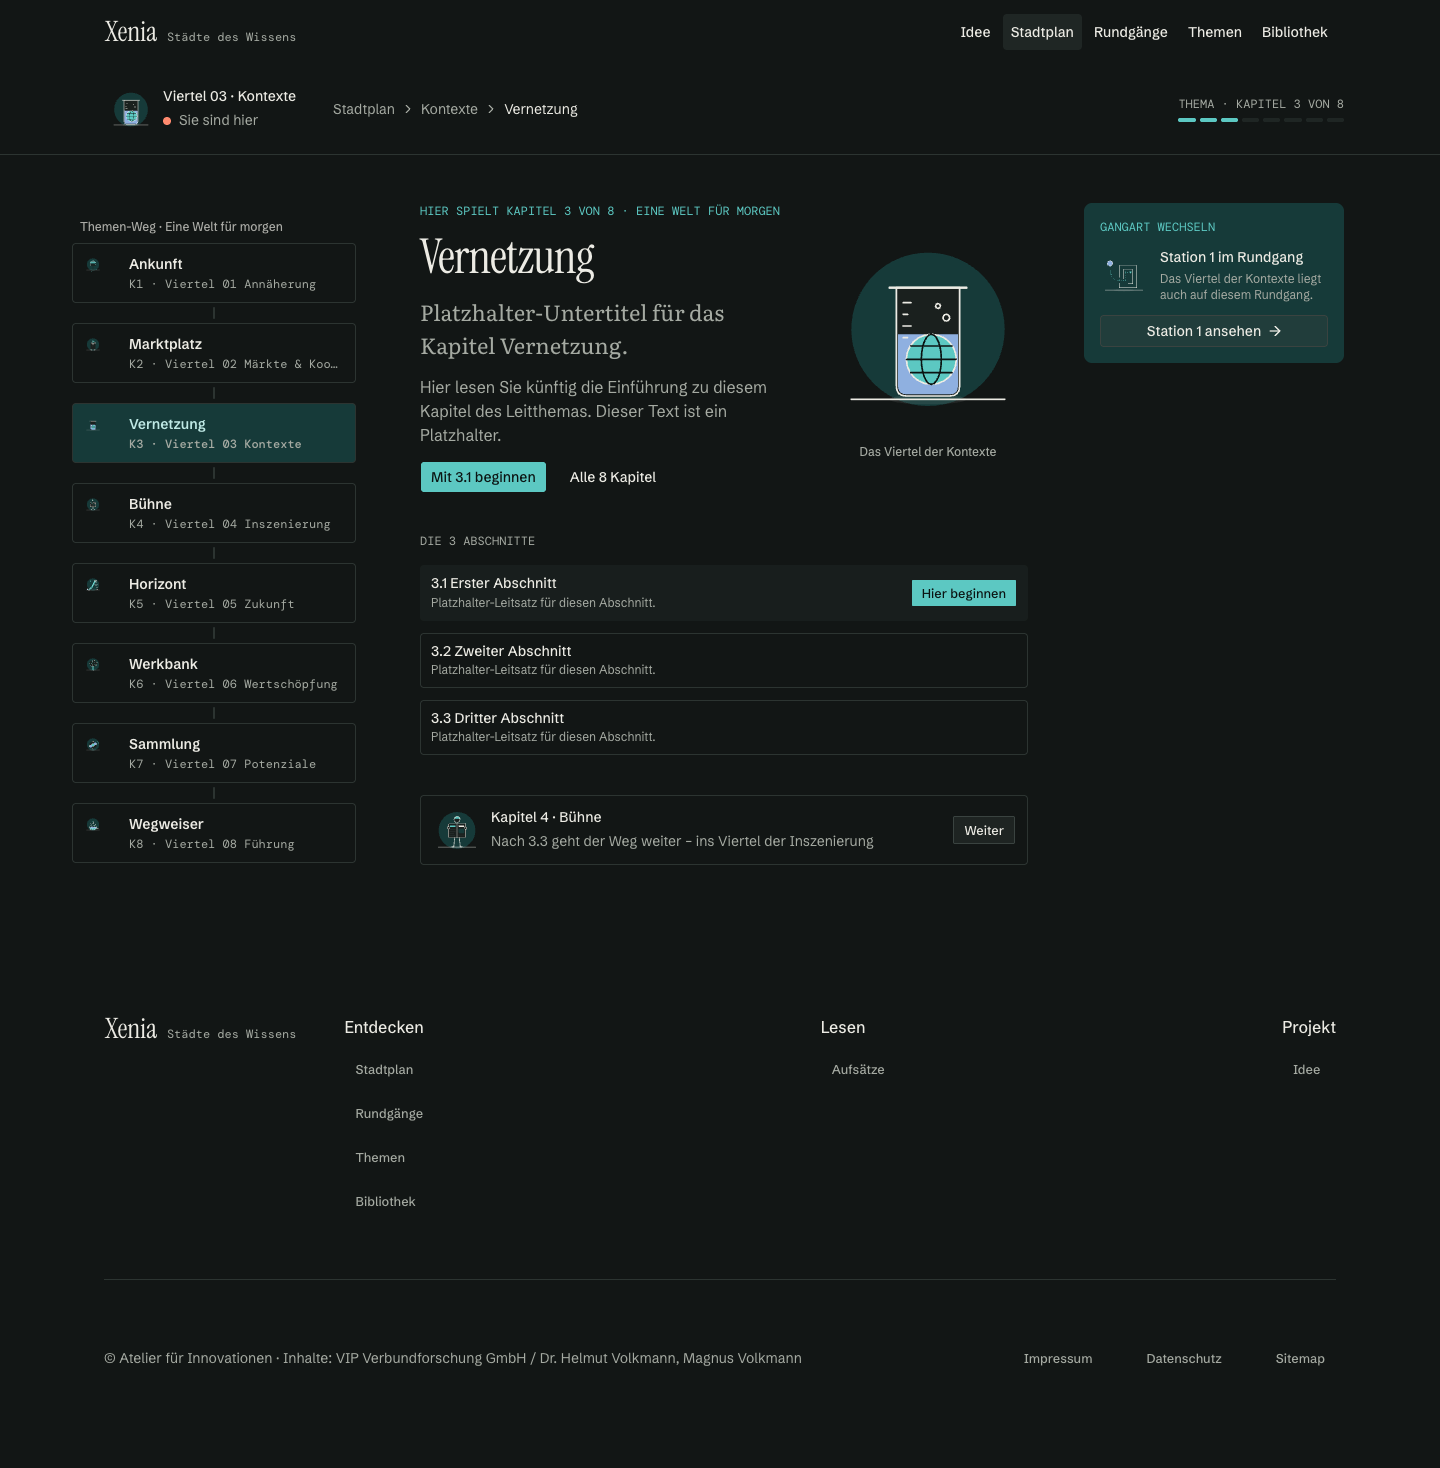 Xenia Städte des Wissens
Idee Stadtplan Rundgänge Themen Bibliothek
Viertel 03 · Kontexte
Sie sind hier
Stadtplan > Kontexte > Vernetzung
THEMA · KAPITEL 3 VON 8
Themen-Weg · Eine Welt für morgen
Ankunft
K1 · Viertel 01 Annäherung
Marktplatz
K2 · Viertel 02 Märkte & Koo…
Vernetzung
K3 · Viertel 03 Kontexte
Bühne
K4 · Viertel 04 Inszenierung
Horizont
K5 · Viertel 05 Zukunft
Werkbank
K6 · Viertel 06 Wertschöpfung
Sammlung
K7 · Viertel 07 Potenziale
Wegweiser
K8 · Viertel 08 Führung
HIER SPIELT KAPITEL 3 VON 8 · EINE WELT FÜR MORGEN
Vernetzung
Platzhalter-Untertitel für das
Kapitel Vernetzung.
Hier lesen Sie künftig die Einführung zu diesem
Kapitel des Leitthemas. Dieser Text ist ein
Platzhalter.
Mit 3.1 beginnen
Alle 8 Kapitel
Das Viertel der Kontexte
DIE 3 ABSCHNITTE
3.1 Erster Abschnitt
Platzhalter-Leitsatz für diesen Abschnitt.
Hier beginnen
3.2 Zweiter Abschnitt
Platzhalter-Leitsatz für diesen Abschnitt.
3.3 Dritter Abschnitt
Platzhalter-Leitsatz für diesen Abschnitt.
Kapitel 4 · Bühne
Nach 3.3 geht der Weg weiter – ins Viertel der Inszenierung
Weiter
GANGART WECHSELN
Station 1 im Rundgang
Das Viertel der Kontexte liegt
auch auf diesem Rundgang.
Station 1 ansehen →
Xenia Städte des Wissens
Entdecken
Stadtplan
Rundgänge
Themen
Bibliothek
Lesen
Aufsätze
Projekt
Idee
© Atelier für Innovationen · Inhalte: VIP Verbundforschung GmbH / Dr. Helmut Volkmann, Magnus Volkmann
Impressum Datenschutz Sitemap